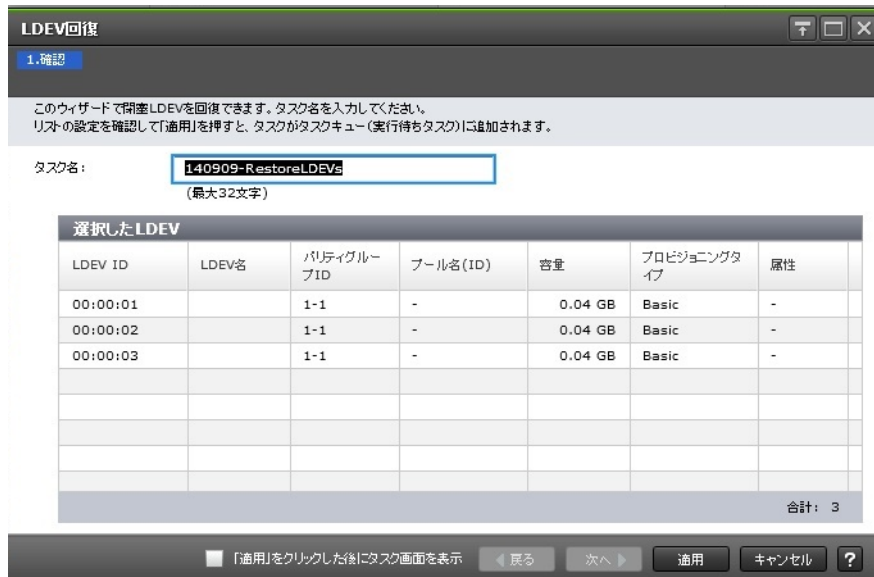 LDEV回復
1.確認
このウィザードで閉塞LDEVを回復できます。タスク名を入力してください。
リストの設定を確認して「適用」を押すと、タスクがタスクキュー(実行待ちタスク)に追加されます。
タスク名: 140909-RestoreLDEVs
(最大32文字)
選択したLDEV
LDEV ID LDEV名 パリティグルー プール名(ID) 容量 プロビジョニングタ 属性
プID イプ
00:00:01 1-1 - 0.04 GB Basic -
00:00:02 1-1 - 0.04 GB Basic -
00:00:03 1-1 - 0.04 GB Basic -
合計: 3
「適用」をクリックした後にタスク画面を表示 戻る 次へ 適用 キャンセル ?